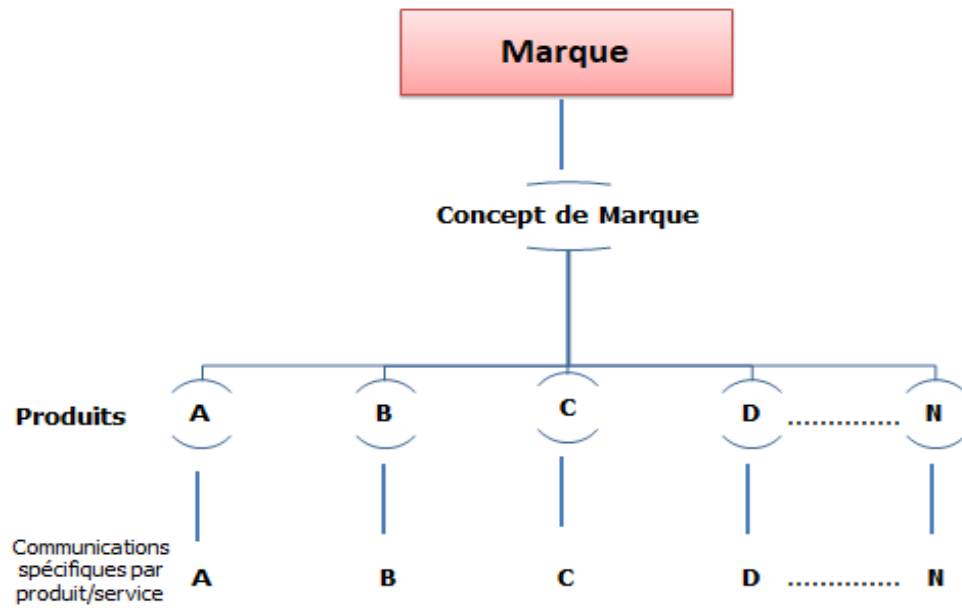 Marque
Concept de Marque
Produits A B C D ............. N
Communications
spécifiques par
produit/service
A B C D ............. N